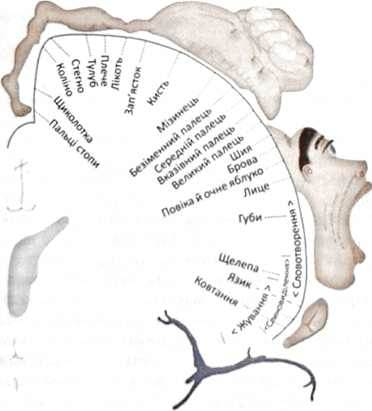 Пальці стопи
Щиколотка
Коліно
Стегно
Тулуб
Плече
Лікоть
Зап'ясток
Кисть
Мізинець
Безіменний палець
Середній палець
Вказівний палець
Великий палець
Шия
Брова
Повіка й очне яблуко
Лице
Губи
< Словотворення >
Щелепа
Язик
Ковтання
< Жування >
<Слиновиділення>